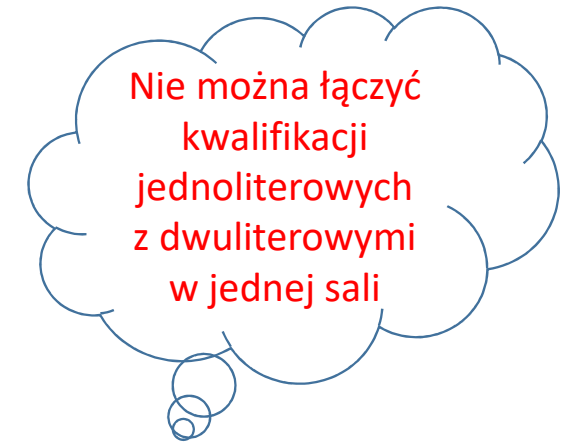 Nie można łączyć
kwalifikacji
jednoliterowych
z dwuliterowymi
w jednej sali